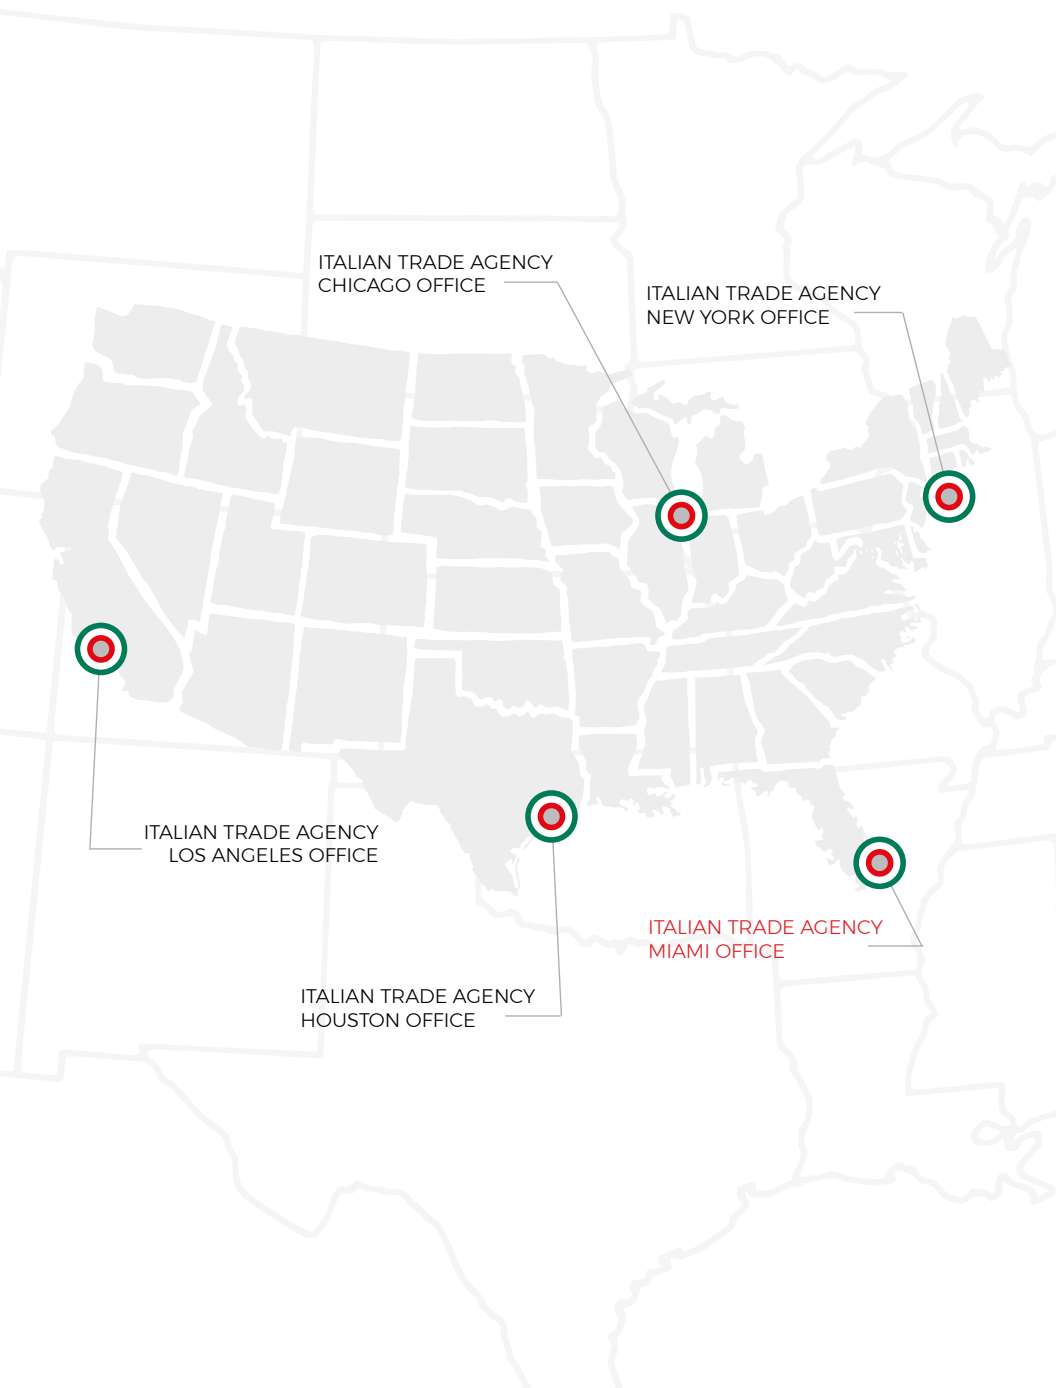 ITALIAN TRADE AGENCY
CHICAGO OFFICE
ITALIAN TRADE AGENCY
NEW YORK OFFICE
ITALIAN TRADE AGENCY
LOS ANGELES OFFICE
ITALIAN TRADE AGENCY
MIAMI OFFICE
ITALIAN TRADE AGENCY
HOUSTON OFFICE